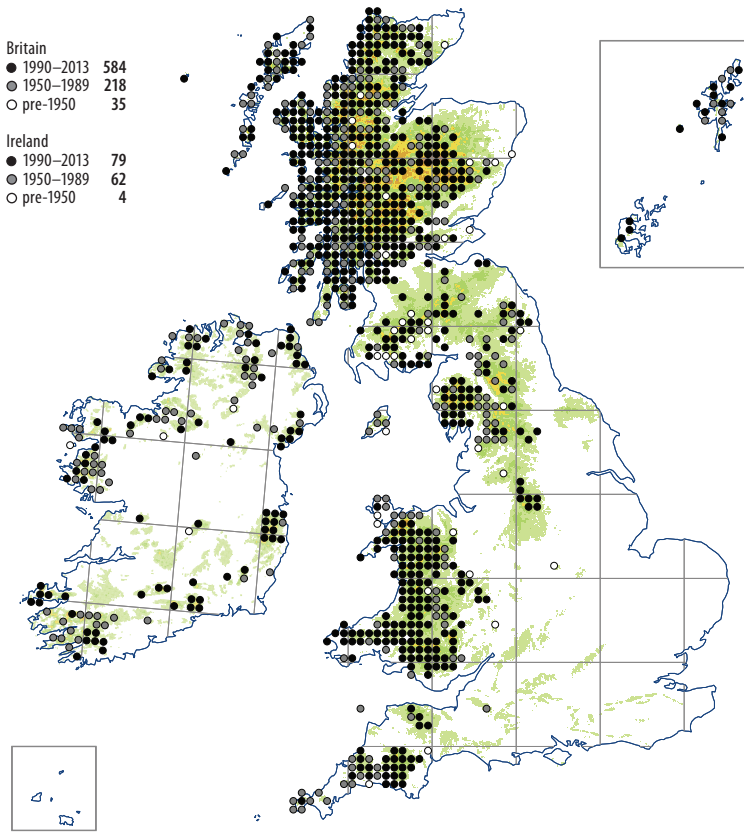 Britain
1990–2013 584
1950–1989 218
pre-1950 35
Ireland
1990–2013 79
1950–1989 62
pre-1950 4